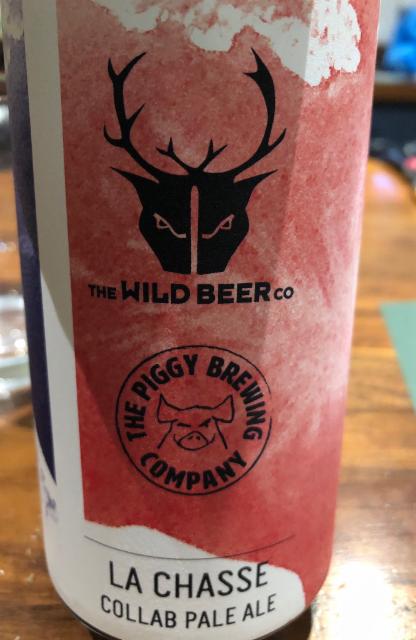 THE WILD BEER CO
THE PIGGY BREWING
COMPANY
LA CHASSE
COLLAB PALE ALE